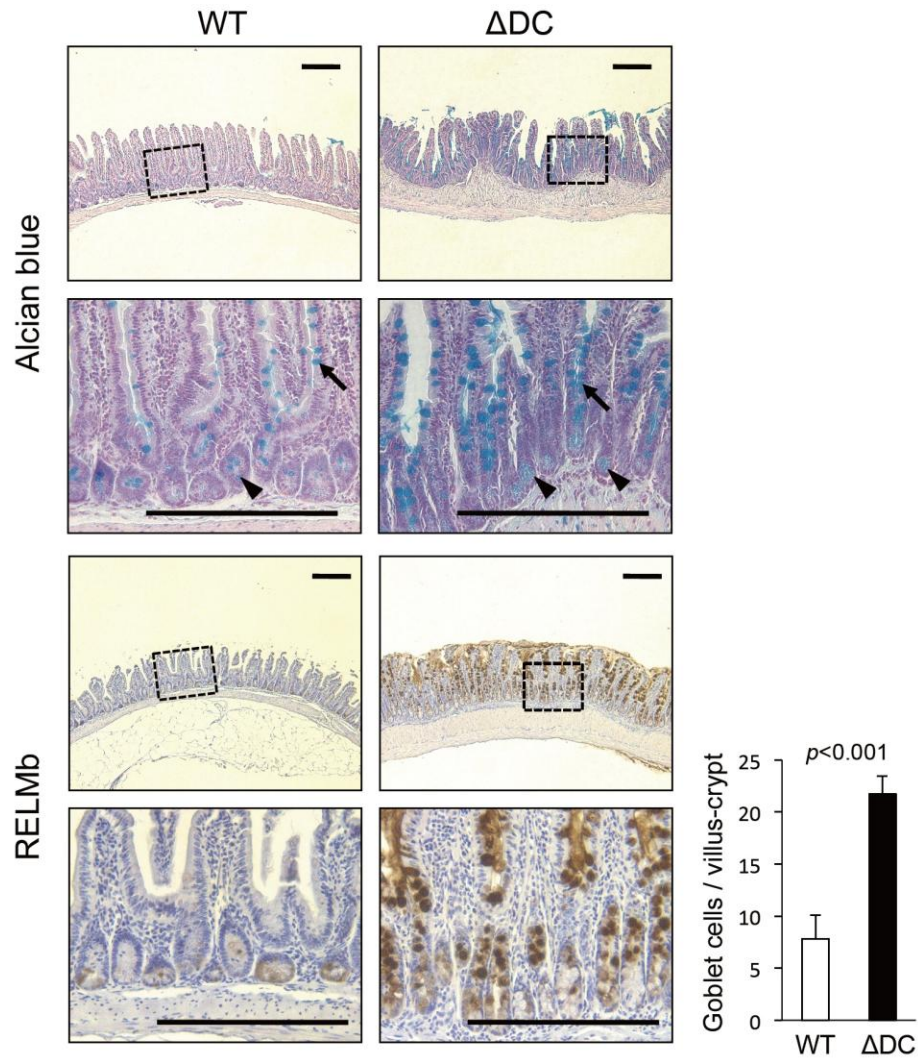 WT ΔDC
Alcian blue
RELMb
p<0.001
Goblet cells / villus-crypt
25
20
15
10
5
0
WT ΔDC